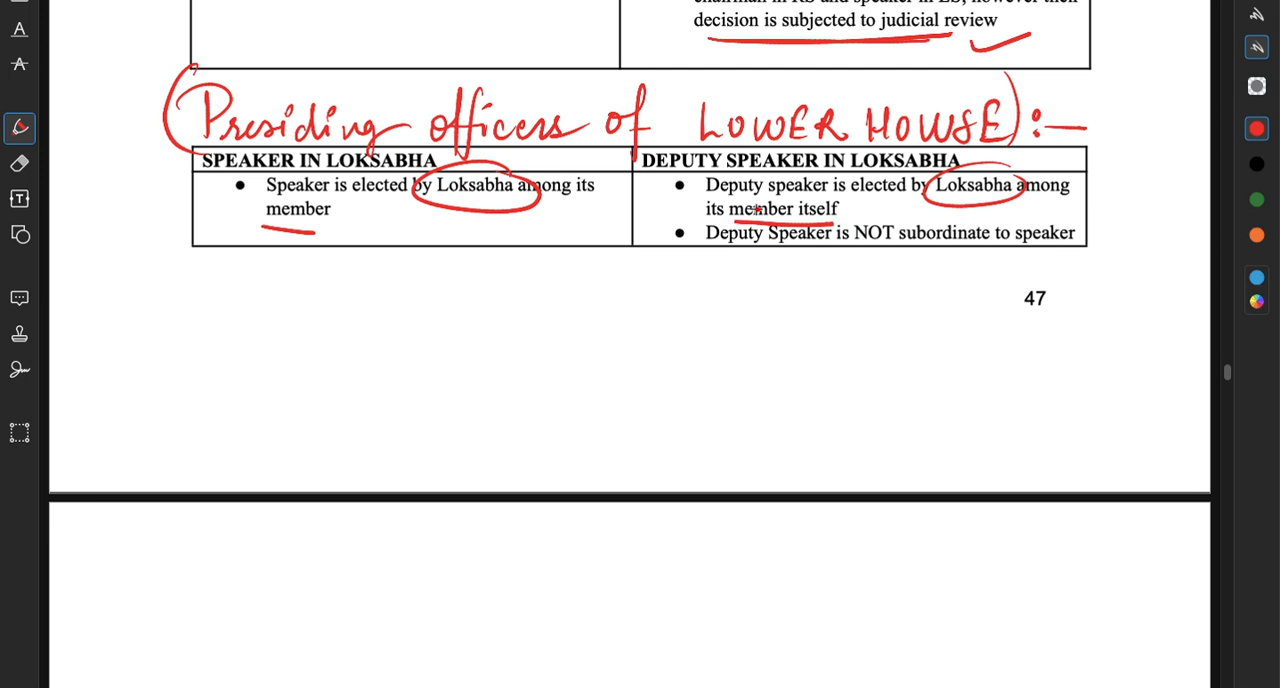 decision is subjected to judicial review
(Presiding officers of LOWER HOUSE):—
SPEAKER IN LOKSABHA
DEPUTY SPEAKER IN LOKSABHA
● Speaker is elected by Loksabha among its
member
● Deputy speaker is elected by Loksabha among
its member itself
● Deputy Speaker is NOT subordinate to speaker
47